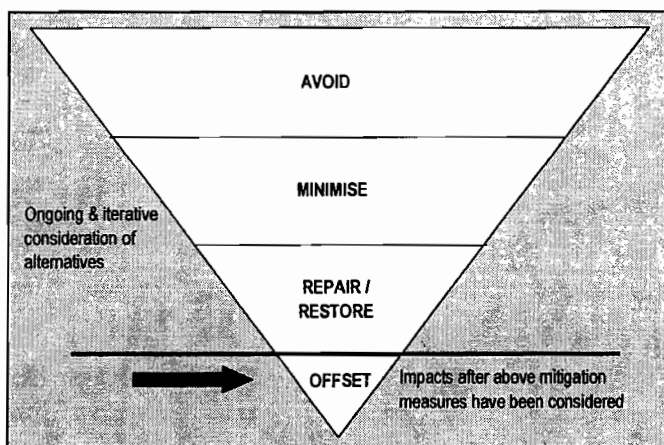 AVOID
MINIMISE
Ongoing & iterative
consideration of
alternatives
REPAIR /
RESTORE
OFFSET
Impacts after above mitigation
measures have been considered